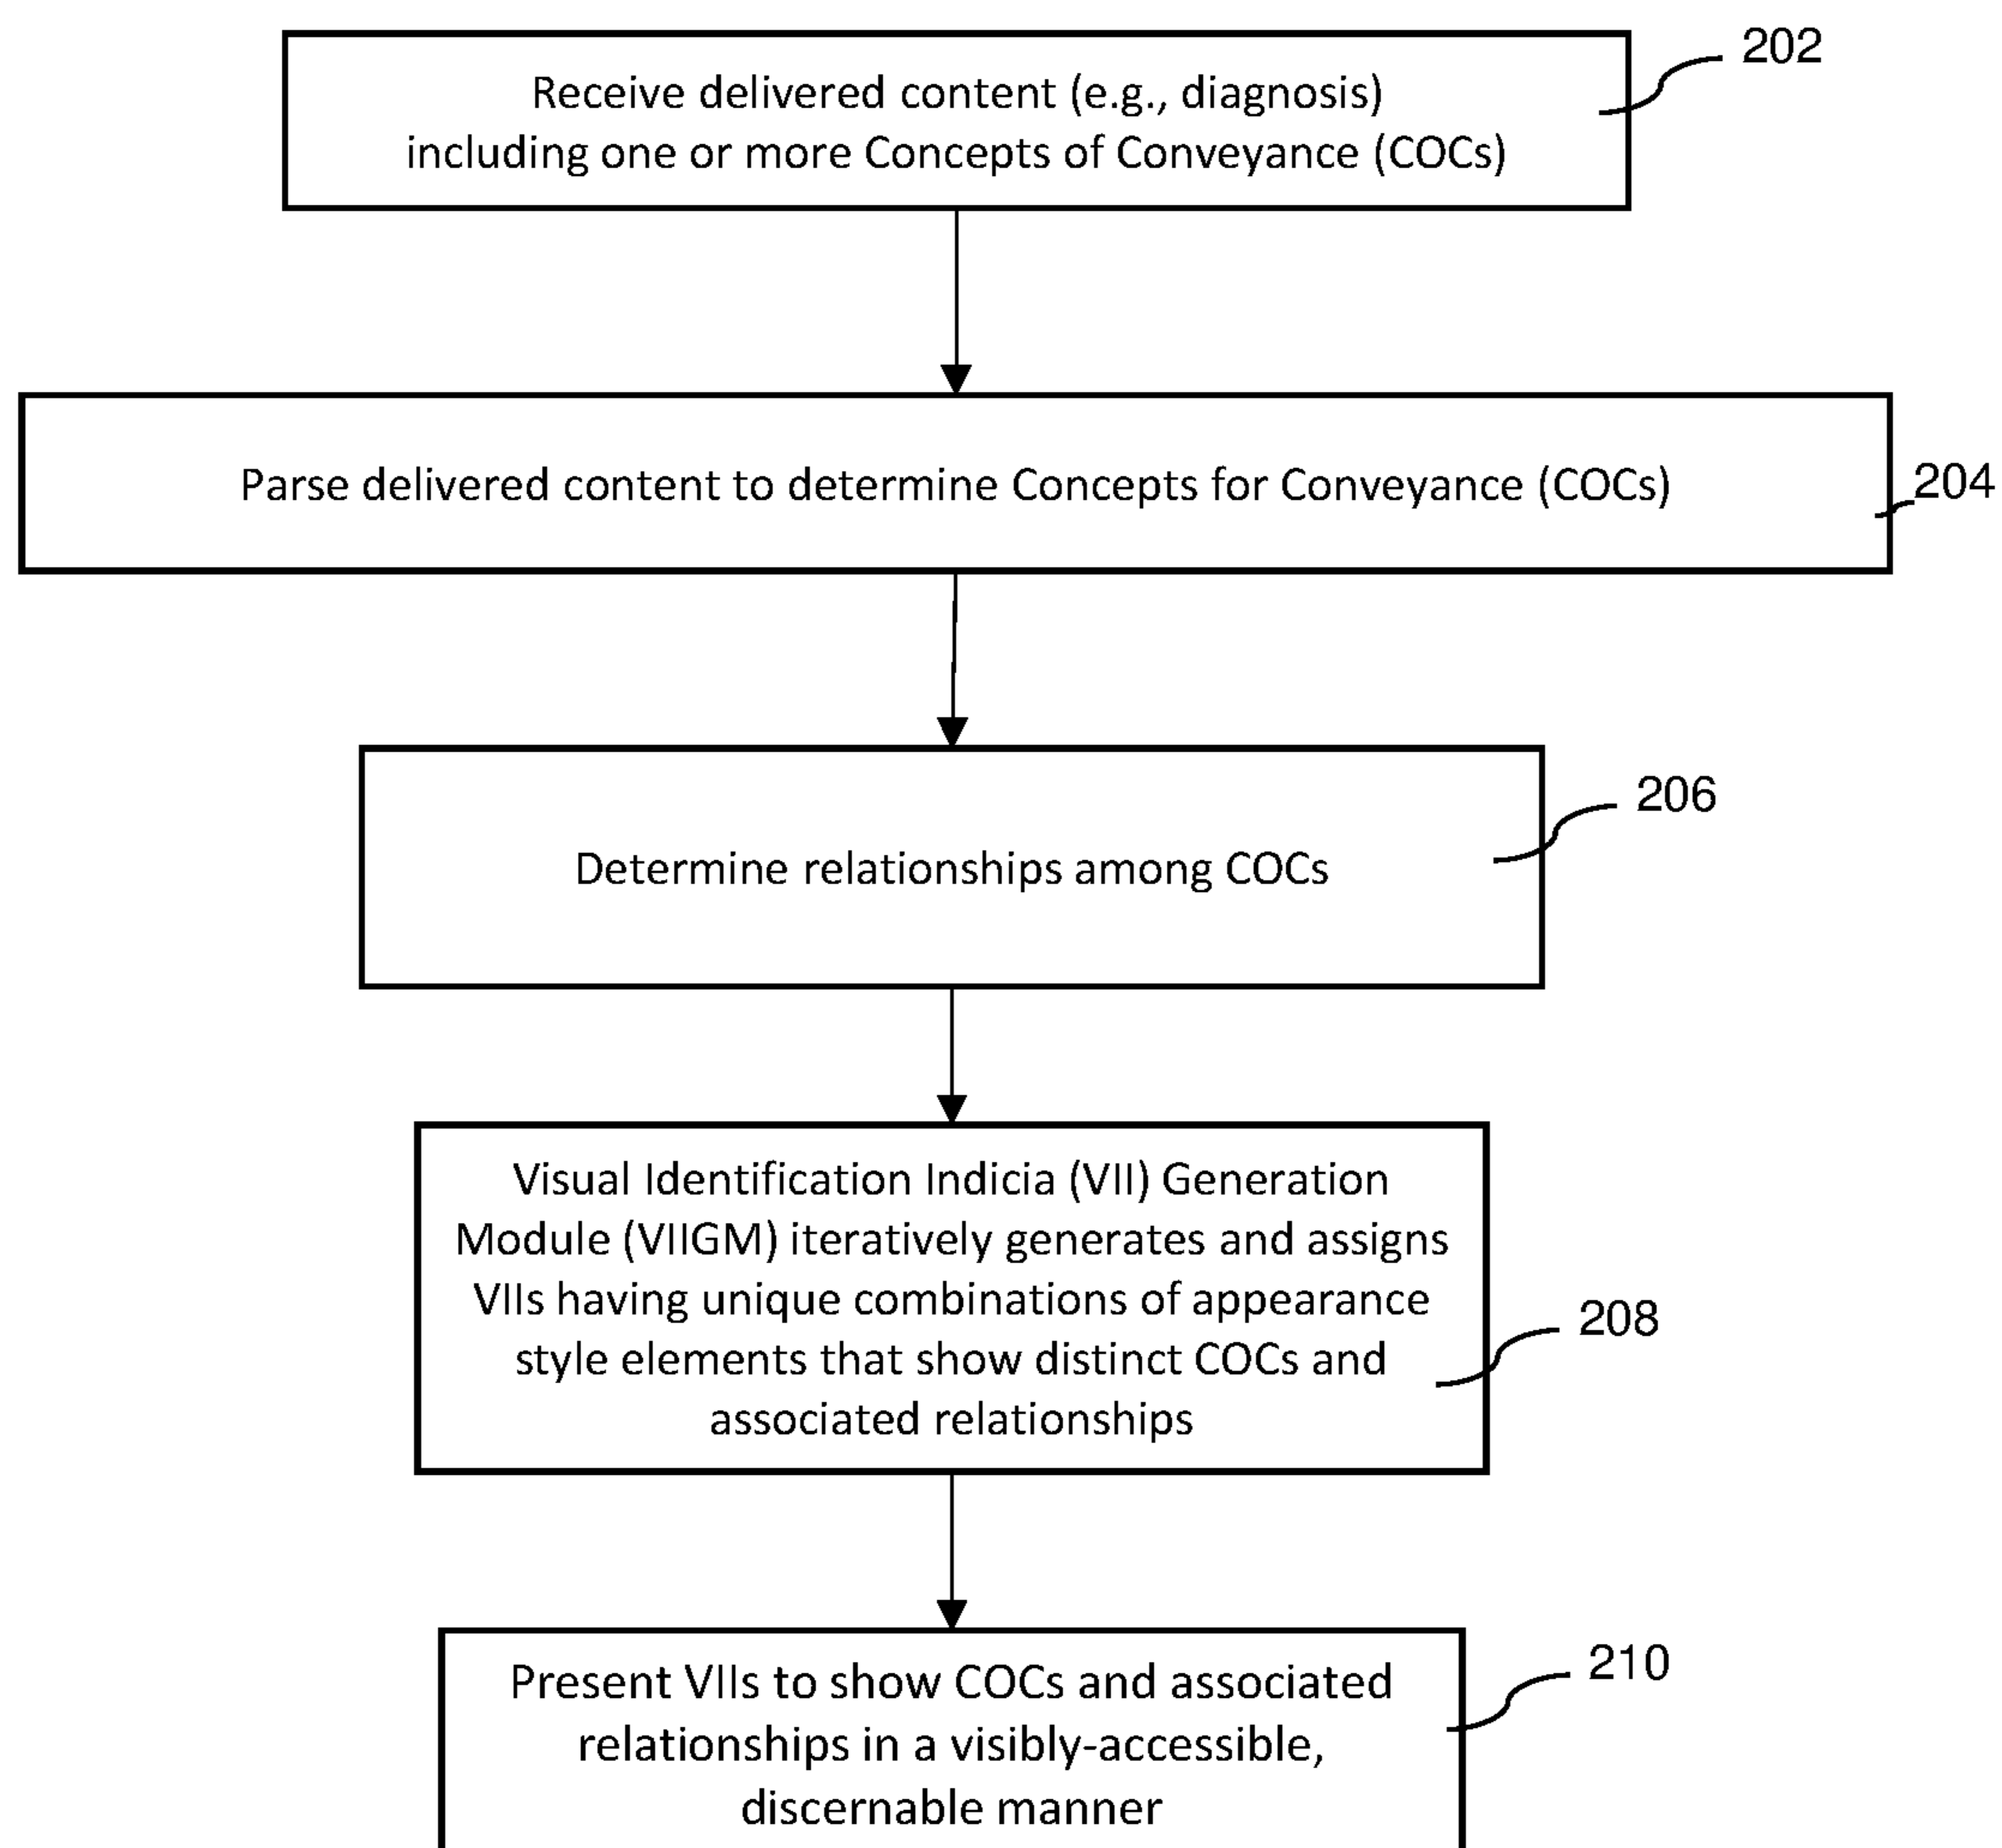 202
Receive delivered content (e.g., diagnosis)
including one or more Concepts of Conveyance (COCs)
Parse delivered content to determine Concepts for Conveyance (COCs)
204
206
Determine relationships among COCs
Visual Identification Indicia (VII) Generation
Module (VIIGM) iteratively generates and assigns
VIIs having unique combinations of appearance
style elements that show distinct COCs and
associated relationships
208
Present VIIs to show COCs and associated
relationships in a visibly-accessible,
discernable manner
210